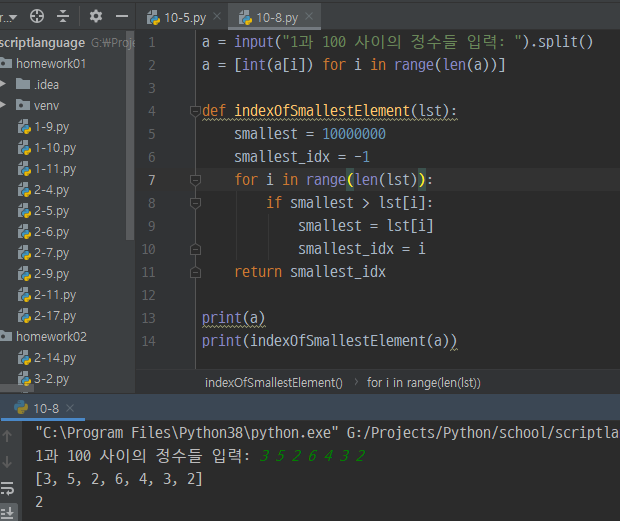 r...
10-5.py
10-8.py
scriptlanguage G:₩Proj
homework01
.idea
venv
1-9.py
1-10.py
1-11.py
2-4.py
2-5.py
2-6.py
2-7.py
2-9.py
2-11.py
2-17.py
homework02
2-14.py
3-2.py
1 a = input("1과 100 사이의 정수들 입력: ").split()
2 a = [int(a[i]) for i in range(len(a))]
3
4 def indexOfSmallestElement(lst):
5 smallest = 10000000
6 smallest_idx = -1
7 for i in range(len(lst)):
8 if smallest > lst[i]:
9 smallest = lst[i]
10 smallest_idx = i
11 return smallest_idx
12
13 print(a)
14 print(indexOfSmallestElement(a))
indexOfSmallestElement() › for i in range(len(lst))
10-8
"C:\Program Files\Python38\python.exe" G:/Projects/Python/school/scriptla
1과 100 사이의 정수들 입력: 3 5 2 6 4 3 2
[3, 5, 2, 6, 4, 3, 2]
2